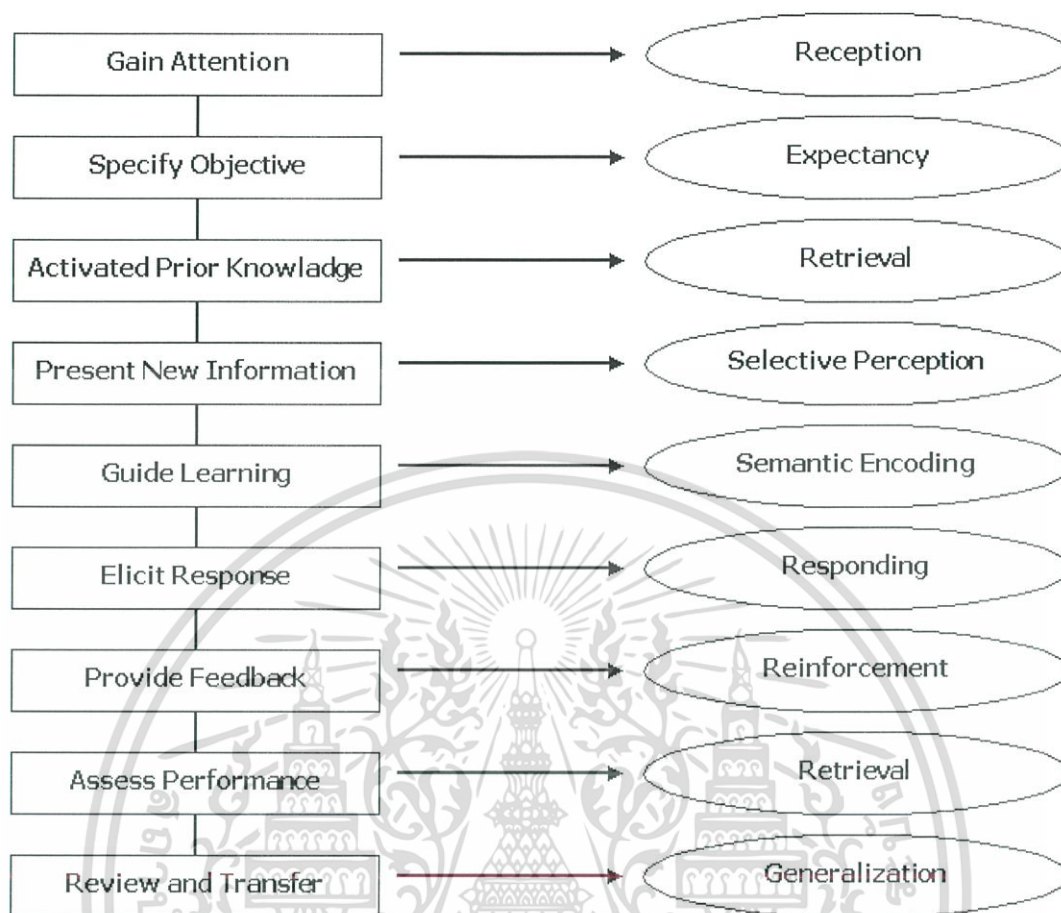 Gain Attention
Reception
Specify Objective
Expectancy
Activated Prior Knowladge
Retrieval
Present New Information
Selective Perception
Guide Learning
Semantic Encoding
Elicit Response
Responding
Provide Feedback
Reinforcement
Assess Performance
Retrieval
Review and Transfer
Generalization